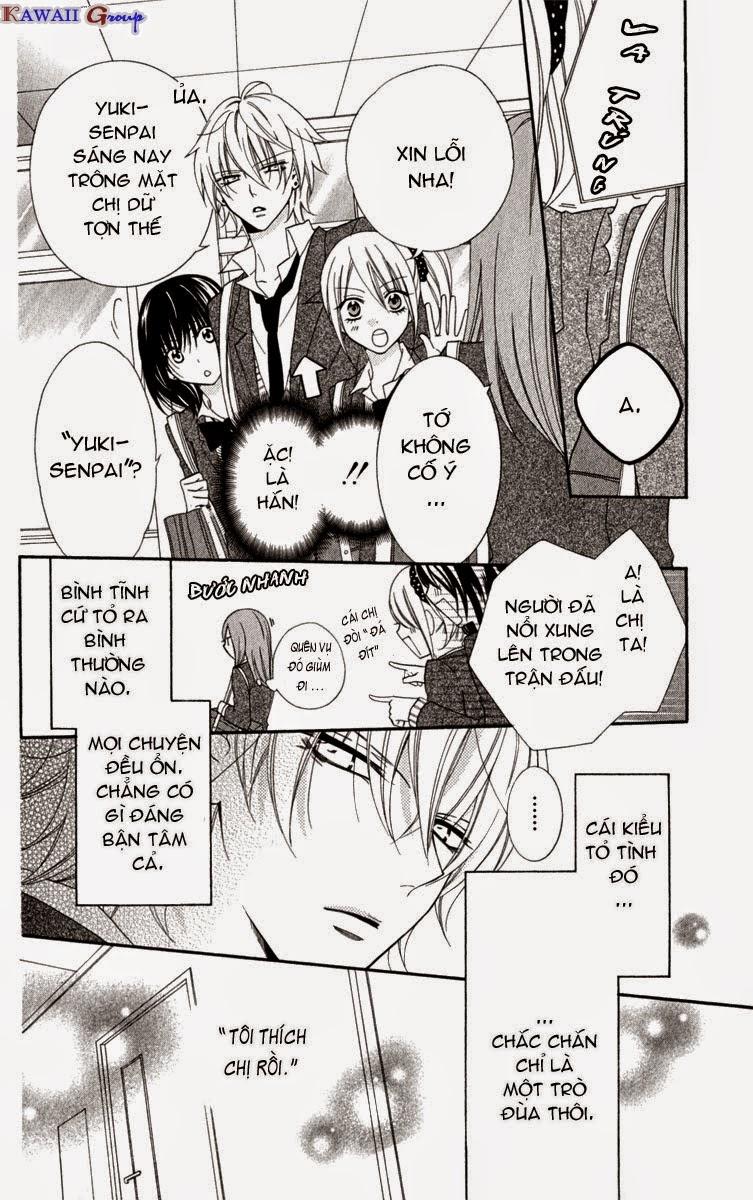 KAWAII Group
VA TRÚNG
A.
XIN LỖI
NHA!
TỚ
KHÔNG
CỐ Ý
...
!!
ẶC!
LÀ
HẮN!
ỦA,
YUKI-
SENPAI
SÁNG NAY
TRÔNG MẶT
CHỊ DỮ
TỢN THẾ
"YUKI-
SENPAI"?
A!
LÀ
CHỊ
TA!
NGƯỜI ĐÃ
NỔI XUNG
LÊN TRONG
TRẬN ĐẤU!
CÁI CHỊ
ĐÒI "ĐÁ
ĐÍT"
QUÊN VỤ
ĐÓ GIÙM
ĐI ...
BƯỚC NHANH
BÌNH TĨNH
CỨ TỎ RA
BÌNH
THƯỜNG
NÀO.
MỌI CHUYỆN
ĐỀU ỔN.
CHẲNG CÓ
GÌ ĐÁNG
BẬN TÂM
CẢ.
......
CÁI KIỂU
TỎ TÌNH
ĐÓ
...
...
CHẮC CHẮN
CHỈ LÀ
MỘT TRÒ
ĐÙA THÔI.
"TÔI THÍCH
CHỊ RỒI."